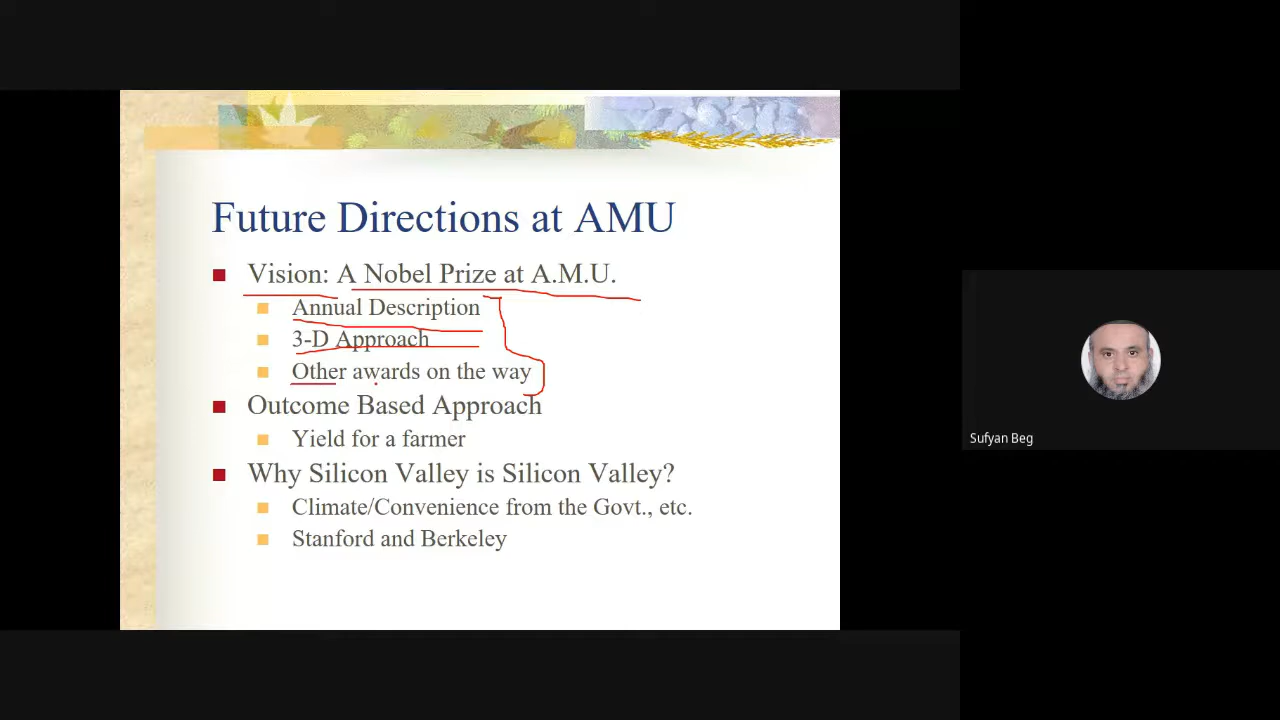 Future Directions at AMU
Vision: A Nobel Prize at A.M.U.
Annual Description
3-D Approach
Other awards on the way
Outcome Based Approach
Yield for a farmer
Why Silicon Valley is Silicon Valley?
Climate/Convenience from the Govt., etc.
Stanford and Berkeley
Sufyan Beg